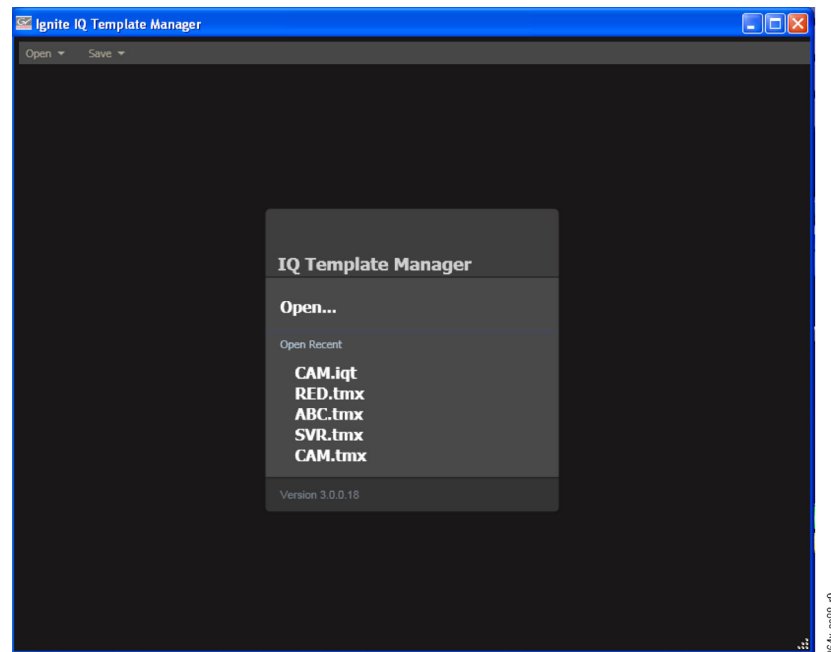 Ignite IQ Template Manager
Open Save
IQ Template Manager
Open...
Open Recent
CAM.iqt
RED.tmx
ABC.tmx
SVR.tmx
CAM.tmx
Version 3.0.0.18